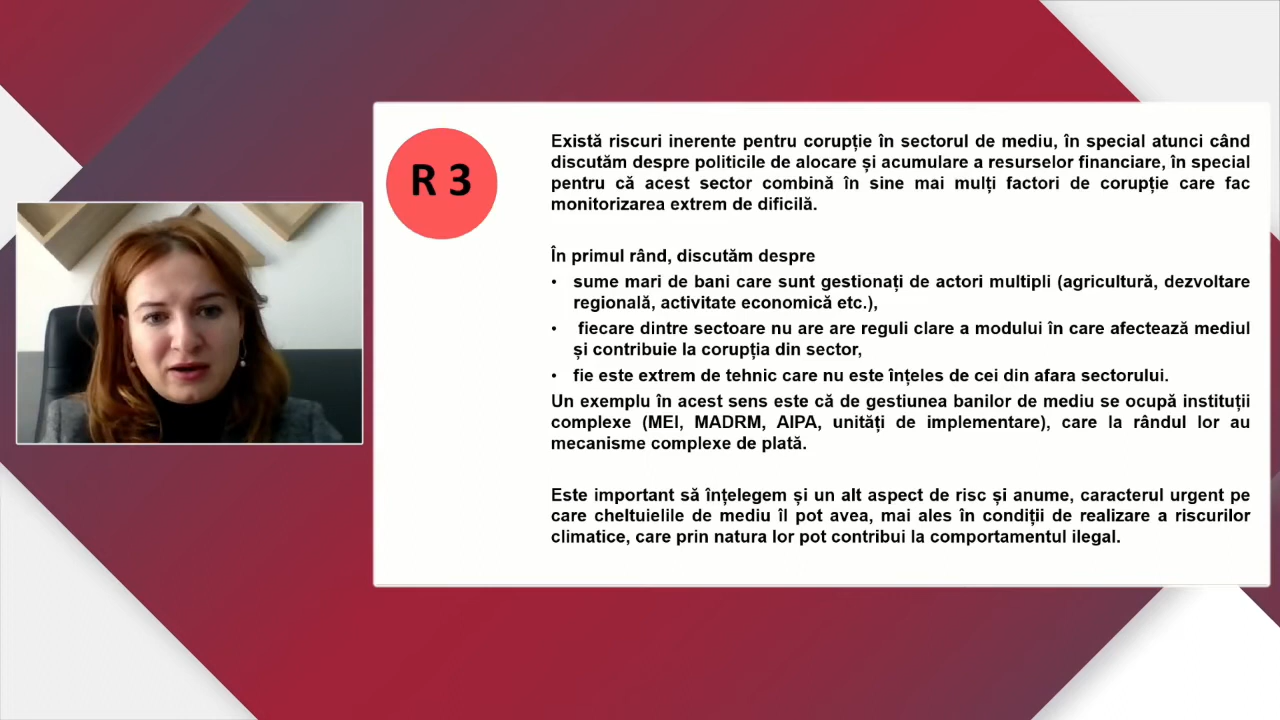 R 3
Există riscuri inerente pentru corupție în sectorul de mediu, în special atunci când
discutăm despre politicile de alocare și acumulare a resurselor financiare, în special
pentru că acest sector combină în sine mai mulți factori de corupție care fac
monitorizarea extrem de dificilă.
În primul rând, discutăm despre
• sume mari de bani care sunt gestionați de actori multipli (agricultură, dezvoltare
regională, activitate economică etc.),
• fiecare dintre sectoare nu are are reguli clare a modului în care afectează mediul
și contribuie la corupția din sector,
• fie este extrem de tehnic care nu este înțeles de cei din afara sectorului.
Un exemplu în acest sens este că de gestiunea banilor de mediu se ocupă instituții
complexe (MEI, MADRM, AIPA, unități de implementare), care la rândul lor au
mecanisme complexe de plată.
Este important să înțelegem și un alt aspect de risc și anume, caracterul urgent pe
care cheltuielile de mediu îl pot avea, mai ales în condiții de realizare a riscurilor
climatice, care prin natura lor pot contribui la comportamentul ilegal.